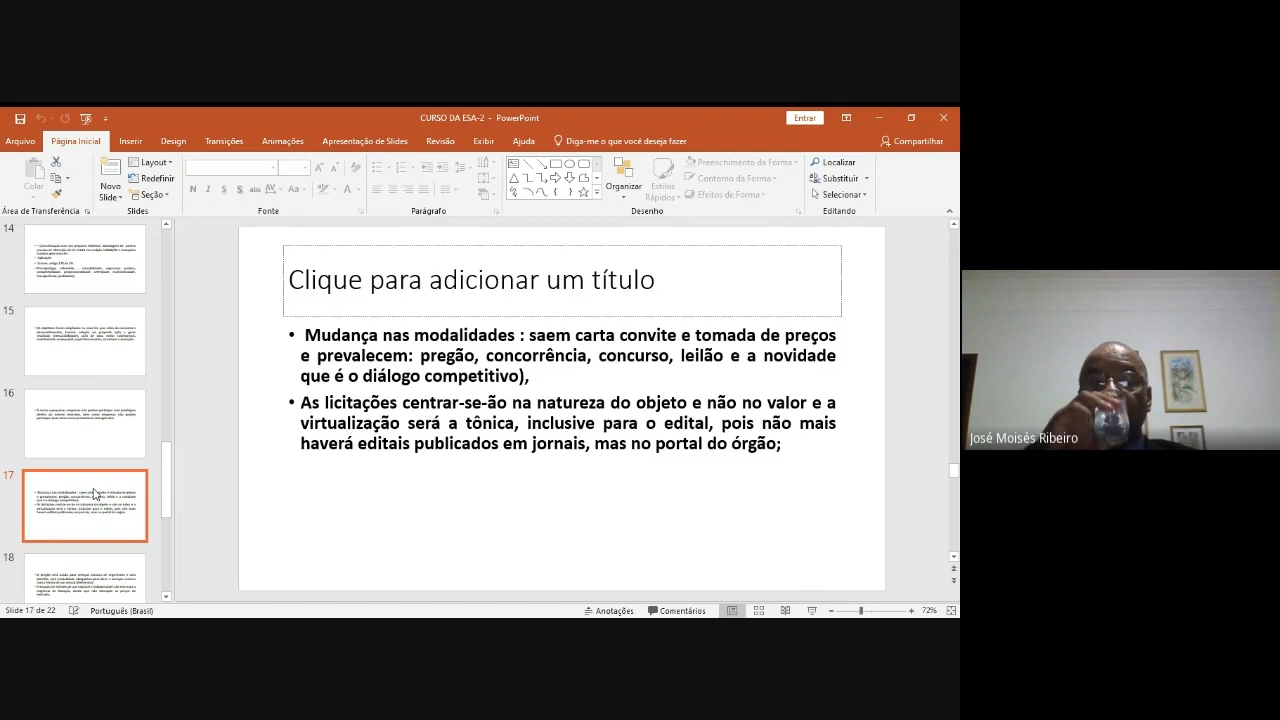 CURSO DA ESA-2 - PowerPoint
Entrar
Arquivo Página Inicial Inserir Design Transições Animações Apresentação de Slides Revisão Exibir Ajuda Diga-me o que você deseja fazer Compartilhar
Colar
Novo Slide
Layout
Redefinir
Seção
N I S S abc AV Aa A
Organizar
Estilos Rápidos
Preenchimento da Forma
Contorno da Forma
Efeitos de Forma
Localizar
Substituir
Selecionar
Área de Transferência Slides Fonte Parágrafo Desenho Editando
14
15
16
17
18
Clique para adicionar um título
• Mudança nas modalidades : saem carta convite e tomada de preços
e prevalecem: pregão, concorrência, concurso, leilão e a novidade
que é o diálogo competitivo),
• As licitações centrar-se-ão na natureza do objeto e não no valor e a
virtualização será a tônica, inclusive para o edital, pois não mais
haverá editais publicados em jornais, mas no portal do órgão;
José Moisés Ribeiro
Slide 17 de 22 Português (Brasil) Anotações Comentários 72%